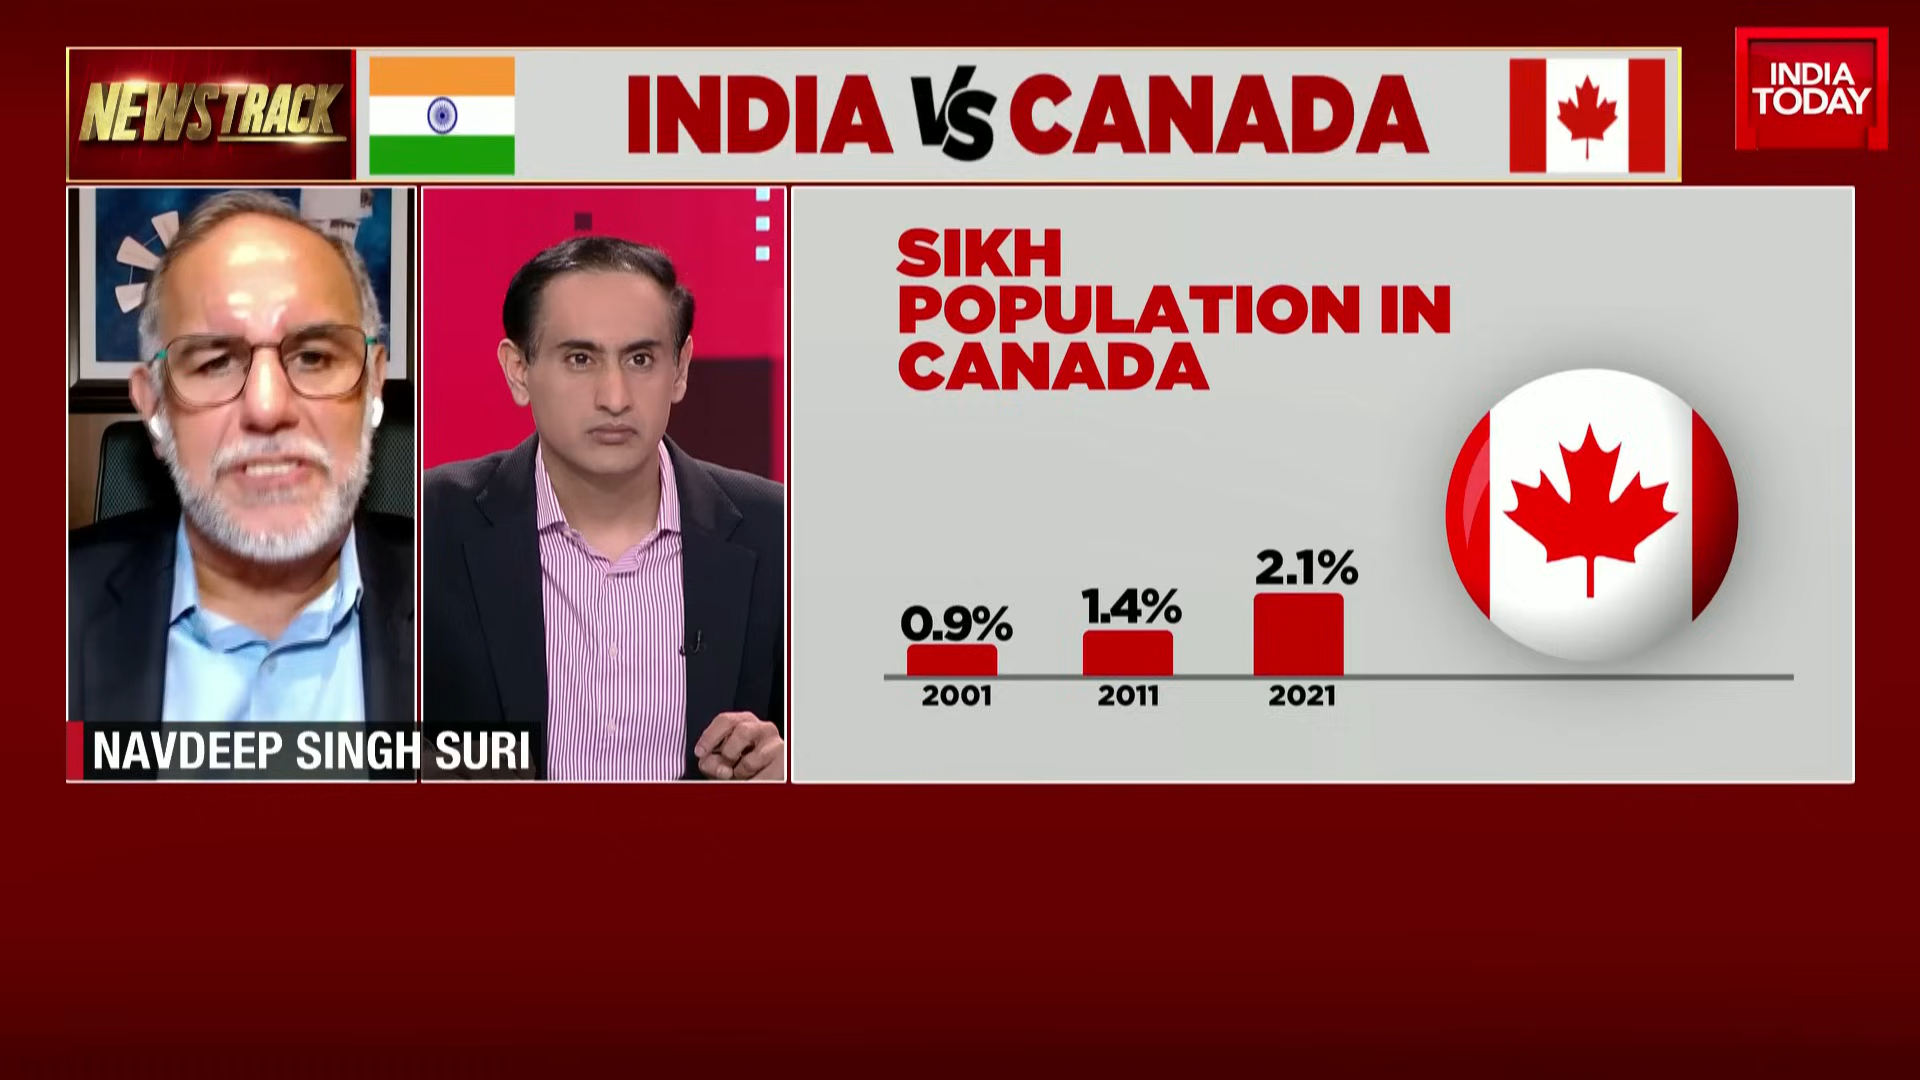 NEWSTRACK
INDIA VS CANADA
INDIA
TODAY
SIKH
POPULATION IN
CANADA
0.9%
1.4%
2.1%
2001
2011
2021
NAVDEEP SINGH SURI